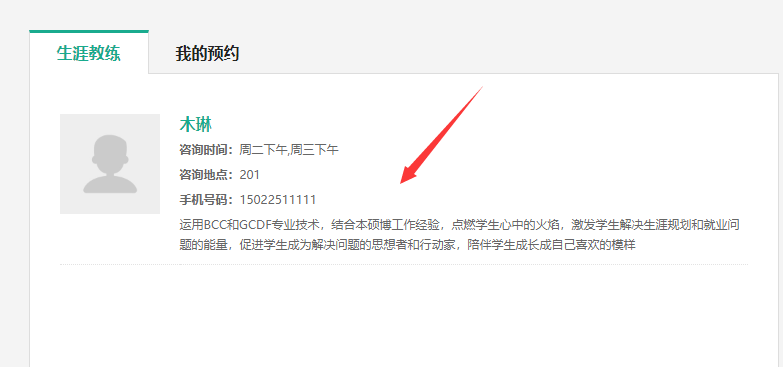 生涯教练
我的预约
木琳
咨询时间：周二下午,周三下午
咨询地点：201
手机号码：15022511111
运用BCC和GCDF专业技术，结合本硕博工作经验，点燃学生心中的火焰，激发学生解决生涯规划和就业问
题的能量，促进学生成为解决问题的思想者和行动家，陪伴学生成长成自己喜欢的模样